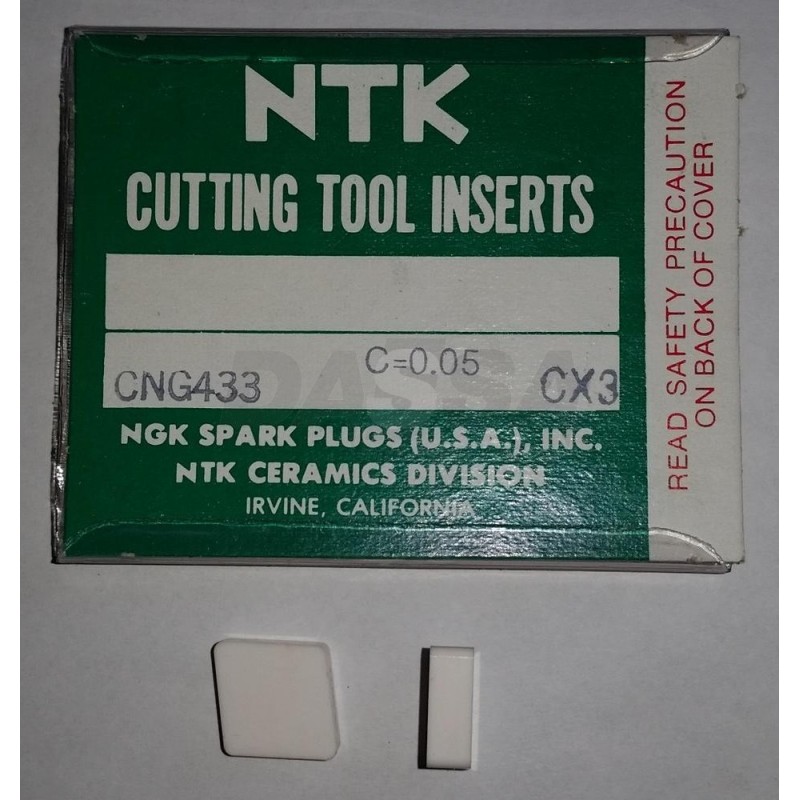 NTK
CUTTING TOOL INSERTS
C=0.05
CNG433 CX3
NGK SPARK PLUGS (U.S.A.), INC.
NTK CERAMICS DIVISION
IRVINE, CALIFORNIA
READ SAFETY PRECAUTION
ON BACK OF COVER